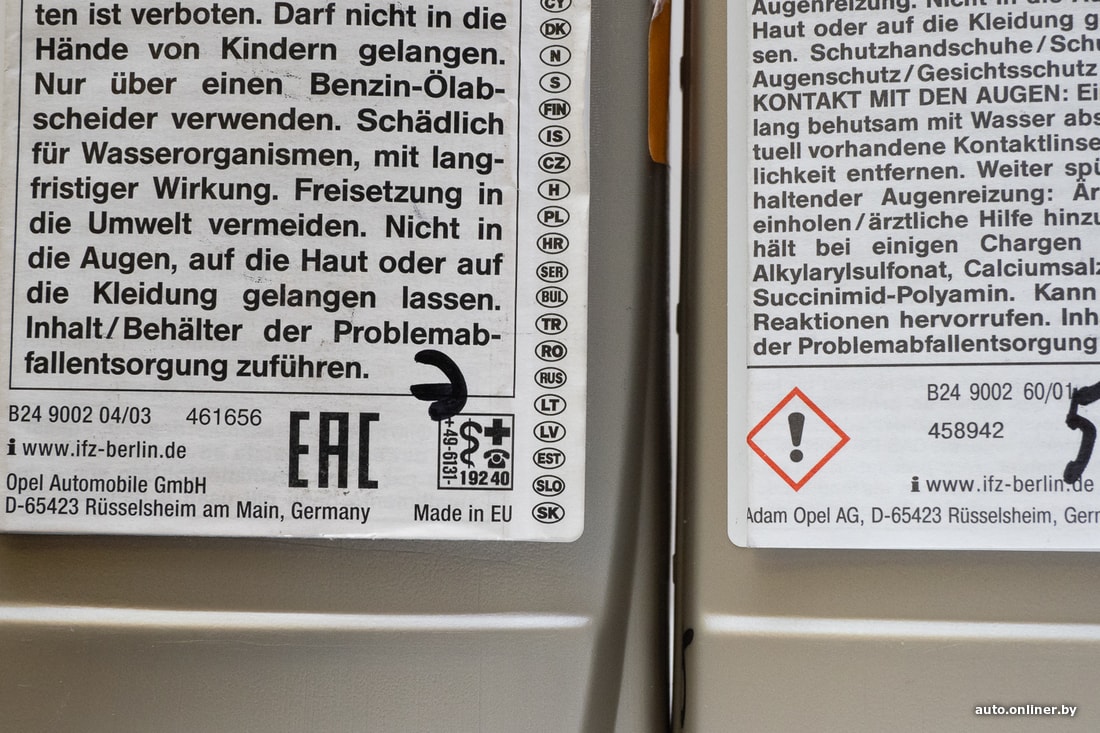 ten ist verboten. Darf nicht in die
Hände von Kindern gelangen.
Nur über einen Benzin-Ölab-
scheider verwenden. Schädlich
für Wasserorganismen, mit lang-
fristiger Wirkung. Freisetzung in
die Umwelt vermeiden. Nicht in
die Augen, auf die Haut oder auf
die Kleidung gelangen lassen.
Inhalt/Behälter der Problemab-
fallentsorgung zuführen.
B24 9002 04/03 461656
www.ifz-berlin.de
EAC
+49-6131-
19240
Opel Automobile GmbH
D-65423 Rüsselsheim am Main, Germany
Made in EU
CY
DK
N
S
FIN
IS
CZ
H
PL
HR
SER
BUL
TR
RO
RUS
LT
LV
EST
SLO
SK
Augenreizung. Nicht in die
Haut oder auf die Kleidung
sen. Schutzhandschuhe/
Augenschutz/Gesichtsschutz
KONTAKT MIT DEN AUGEN:
lang behutsam mit Wasser
tuell vorhandene
lichkeit entfernen. Weiter
haltender Augenreizung:
einholen/ärztliche Hilfe
hält bei einigen Chargen
Alkylarylsulfonat,
Succinimid-Polyamin. Kann
Reaktionen hervorrufen.
der Problemabfallentsorgung
B24 9002 60/01
458942
5
www.ifz-berlin.de
Adam Opel AG, D-65423 Rüsselsheim,
auto.onliner.by